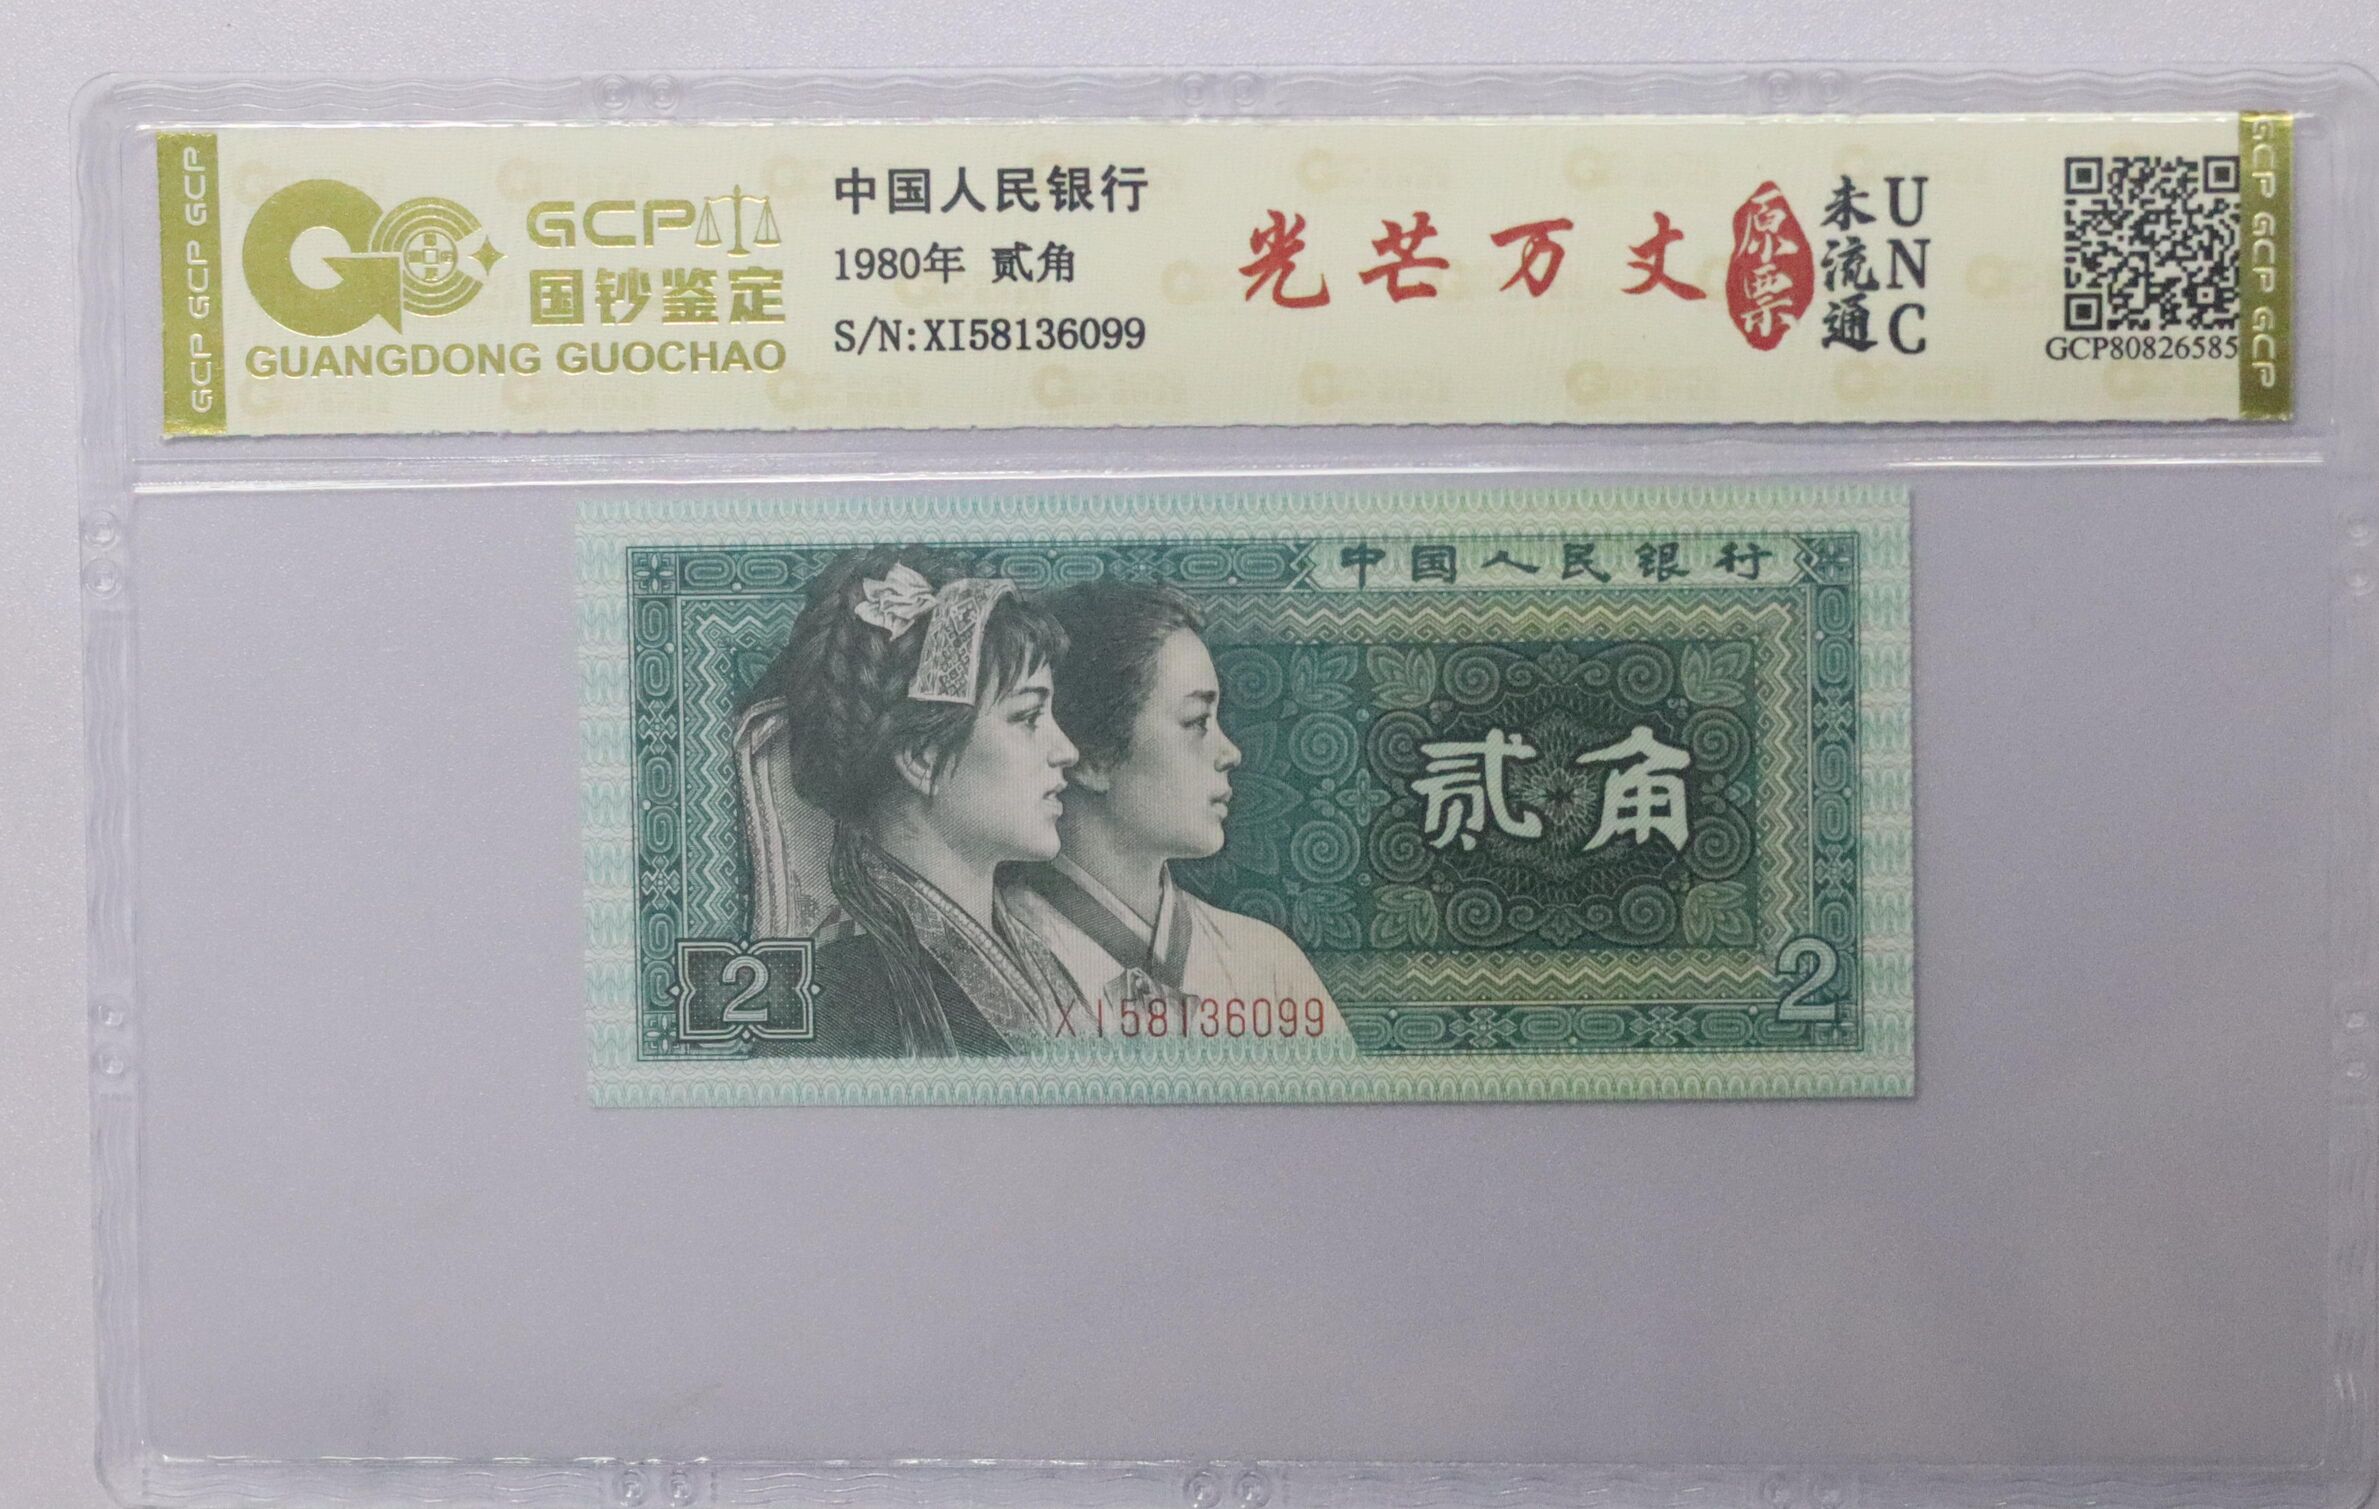 GCP GCP GCP
GCP
国钞鉴定
GUANGDONG GUOCHAO
中国人民银行
1980年 贰角
S/N:XI58136099
光芒万丈
原票
未流通
UNC
GCP80826585
GCP GCP GCP
中国人民银行
贰角
2
XI58136099
2